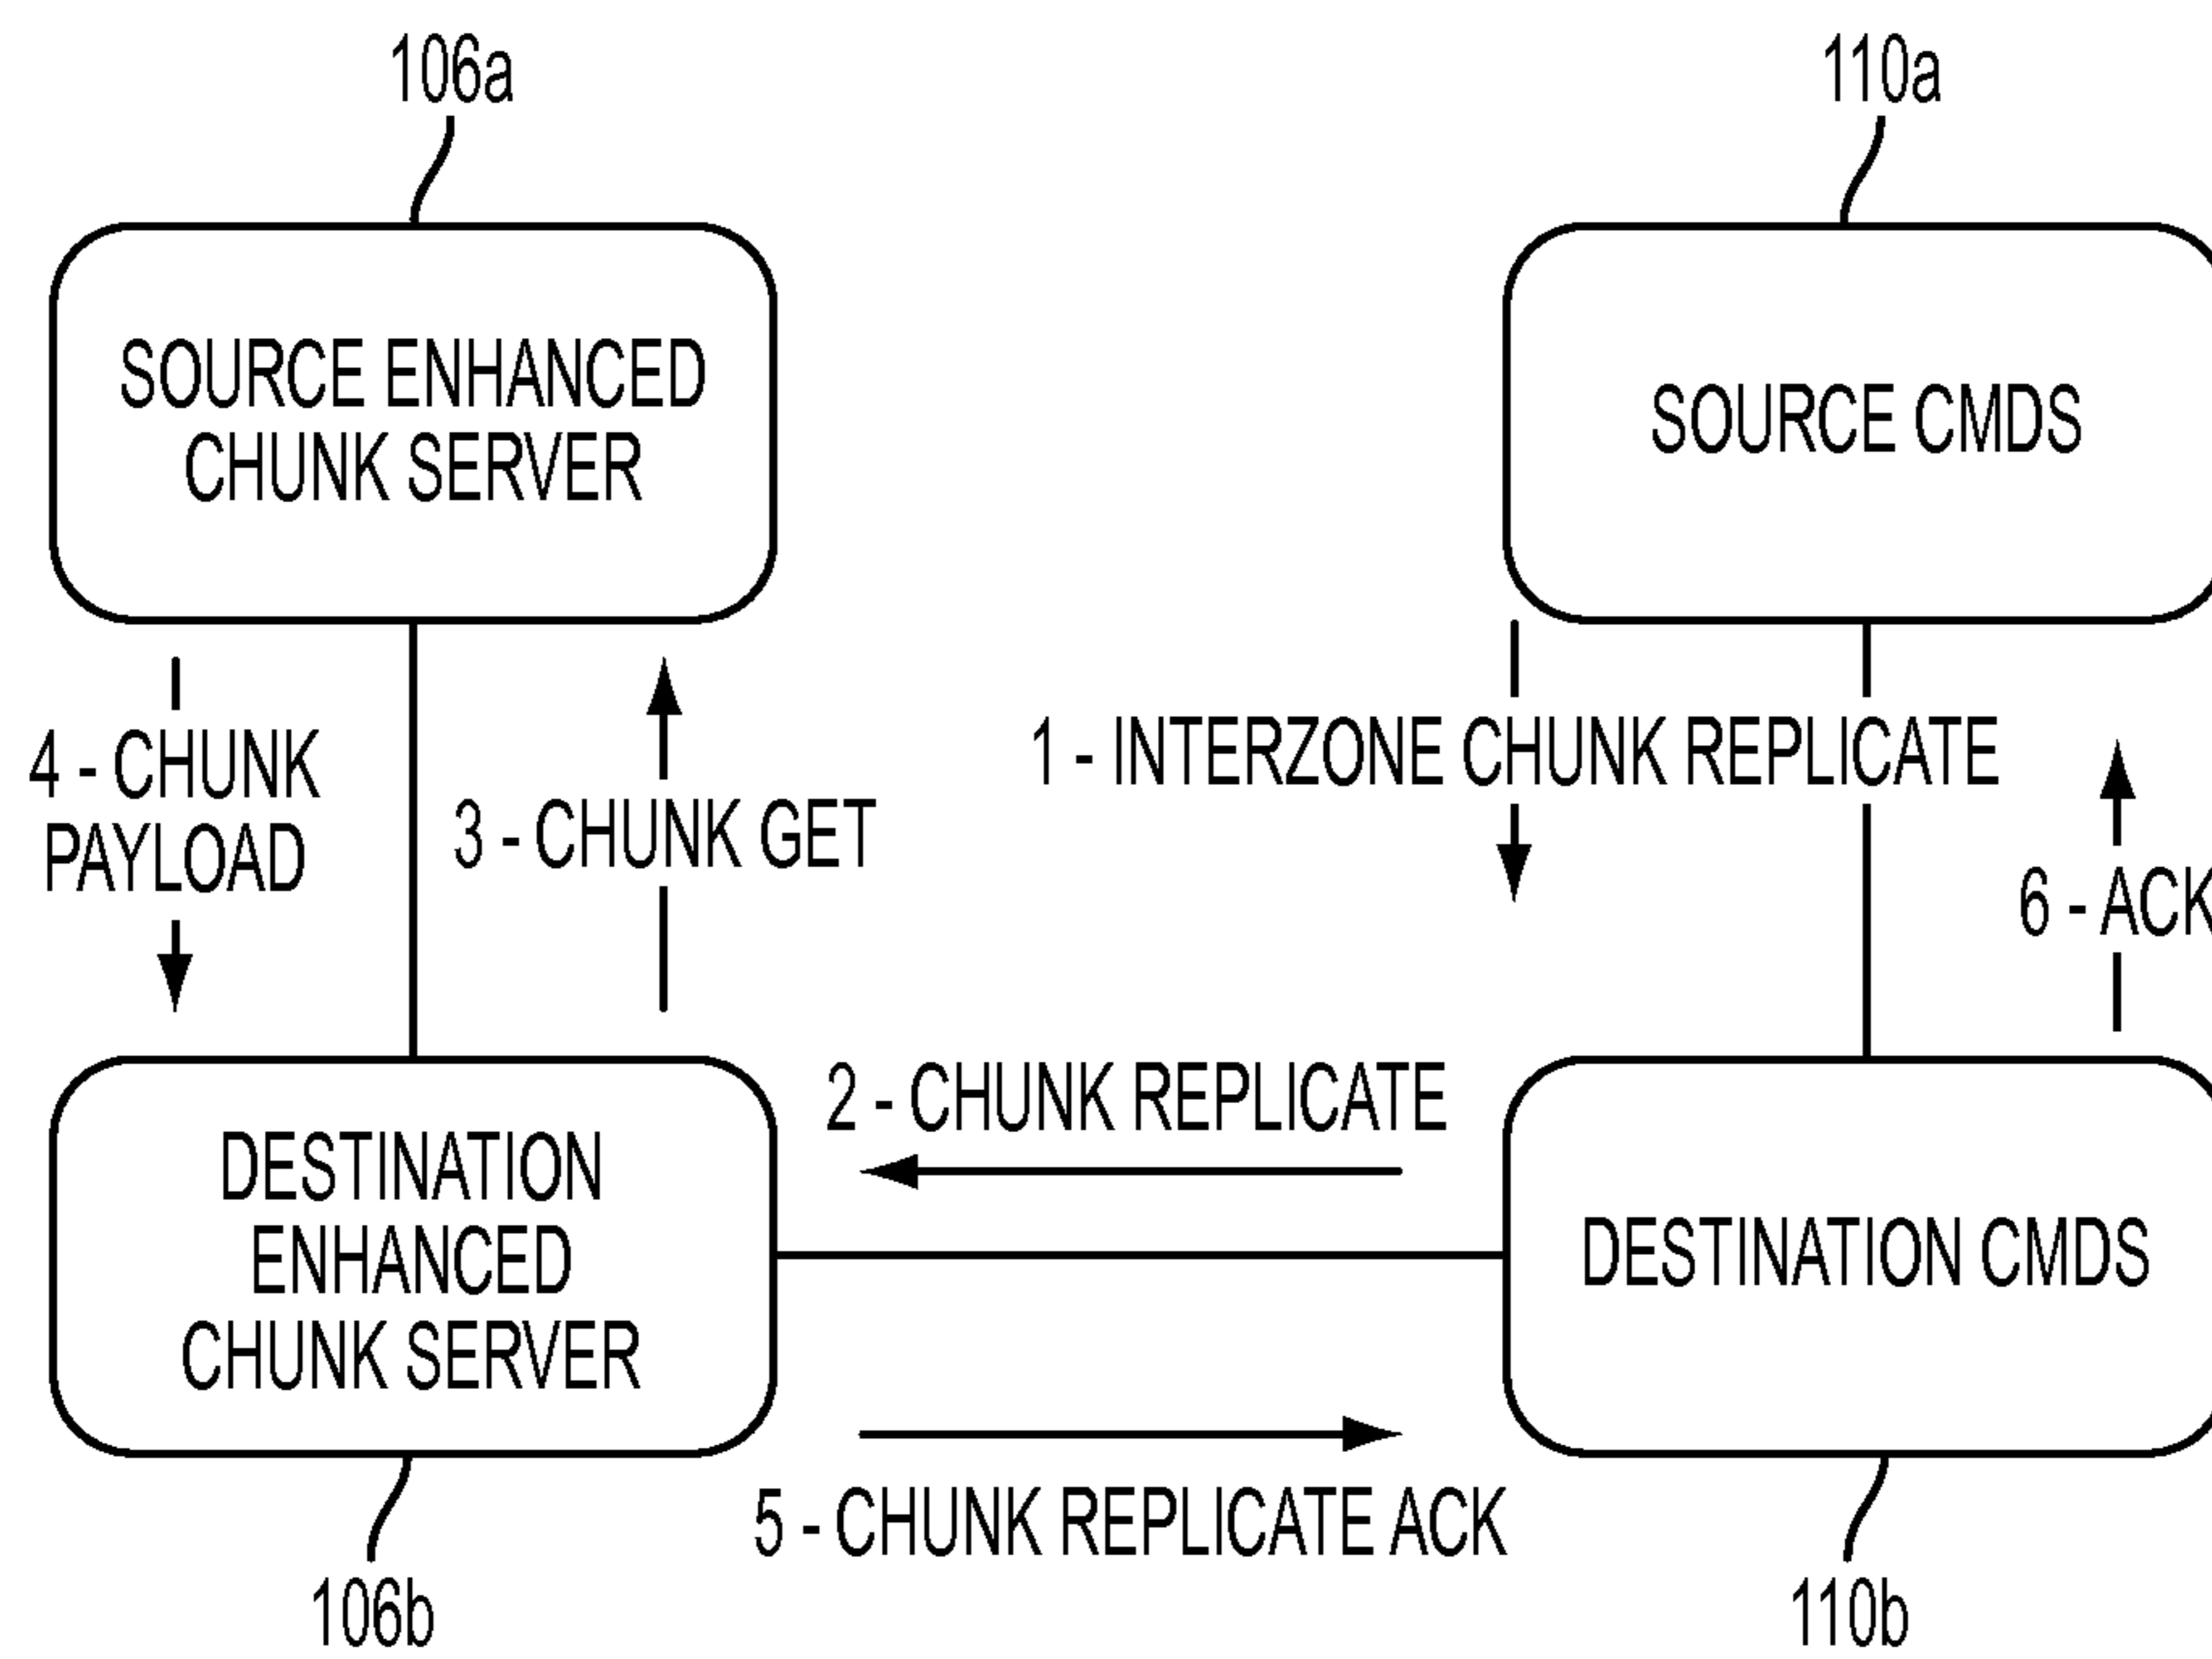 106a
110a
SOURCE ENHANCED
CHUNK SERVER
SOURCE CMDS
4 - CHUNK
PAYLOAD
3 - CHUNK GET
1 - INTERZONE CHUNK REPLICATE
6 - ACK
2 - CHUNK REPLICATE
DESTINATION
ENHANCED
CHUNK SERVER
DESTINATION CMDS
5 - CHUNK REPLICATE ACK
106b
110b